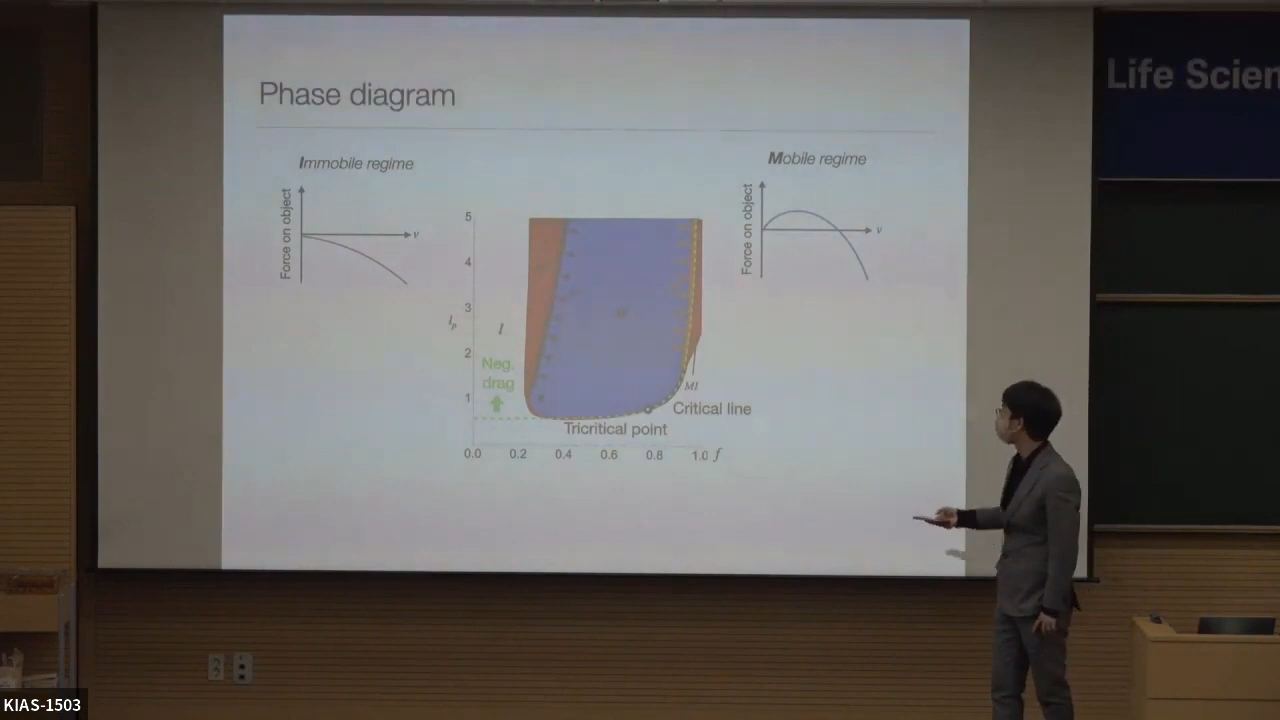 Life Scien
Phase diagram
Immobile regime
Force on object
v
Mobile regime
Force on object
v
5
4
3
2
1
l_p
I
Neg.
drag
MI
Critical line
Tricritical point
0.0 0.2 0.4 0.6 0.8 1.0 f
KIAS-1503